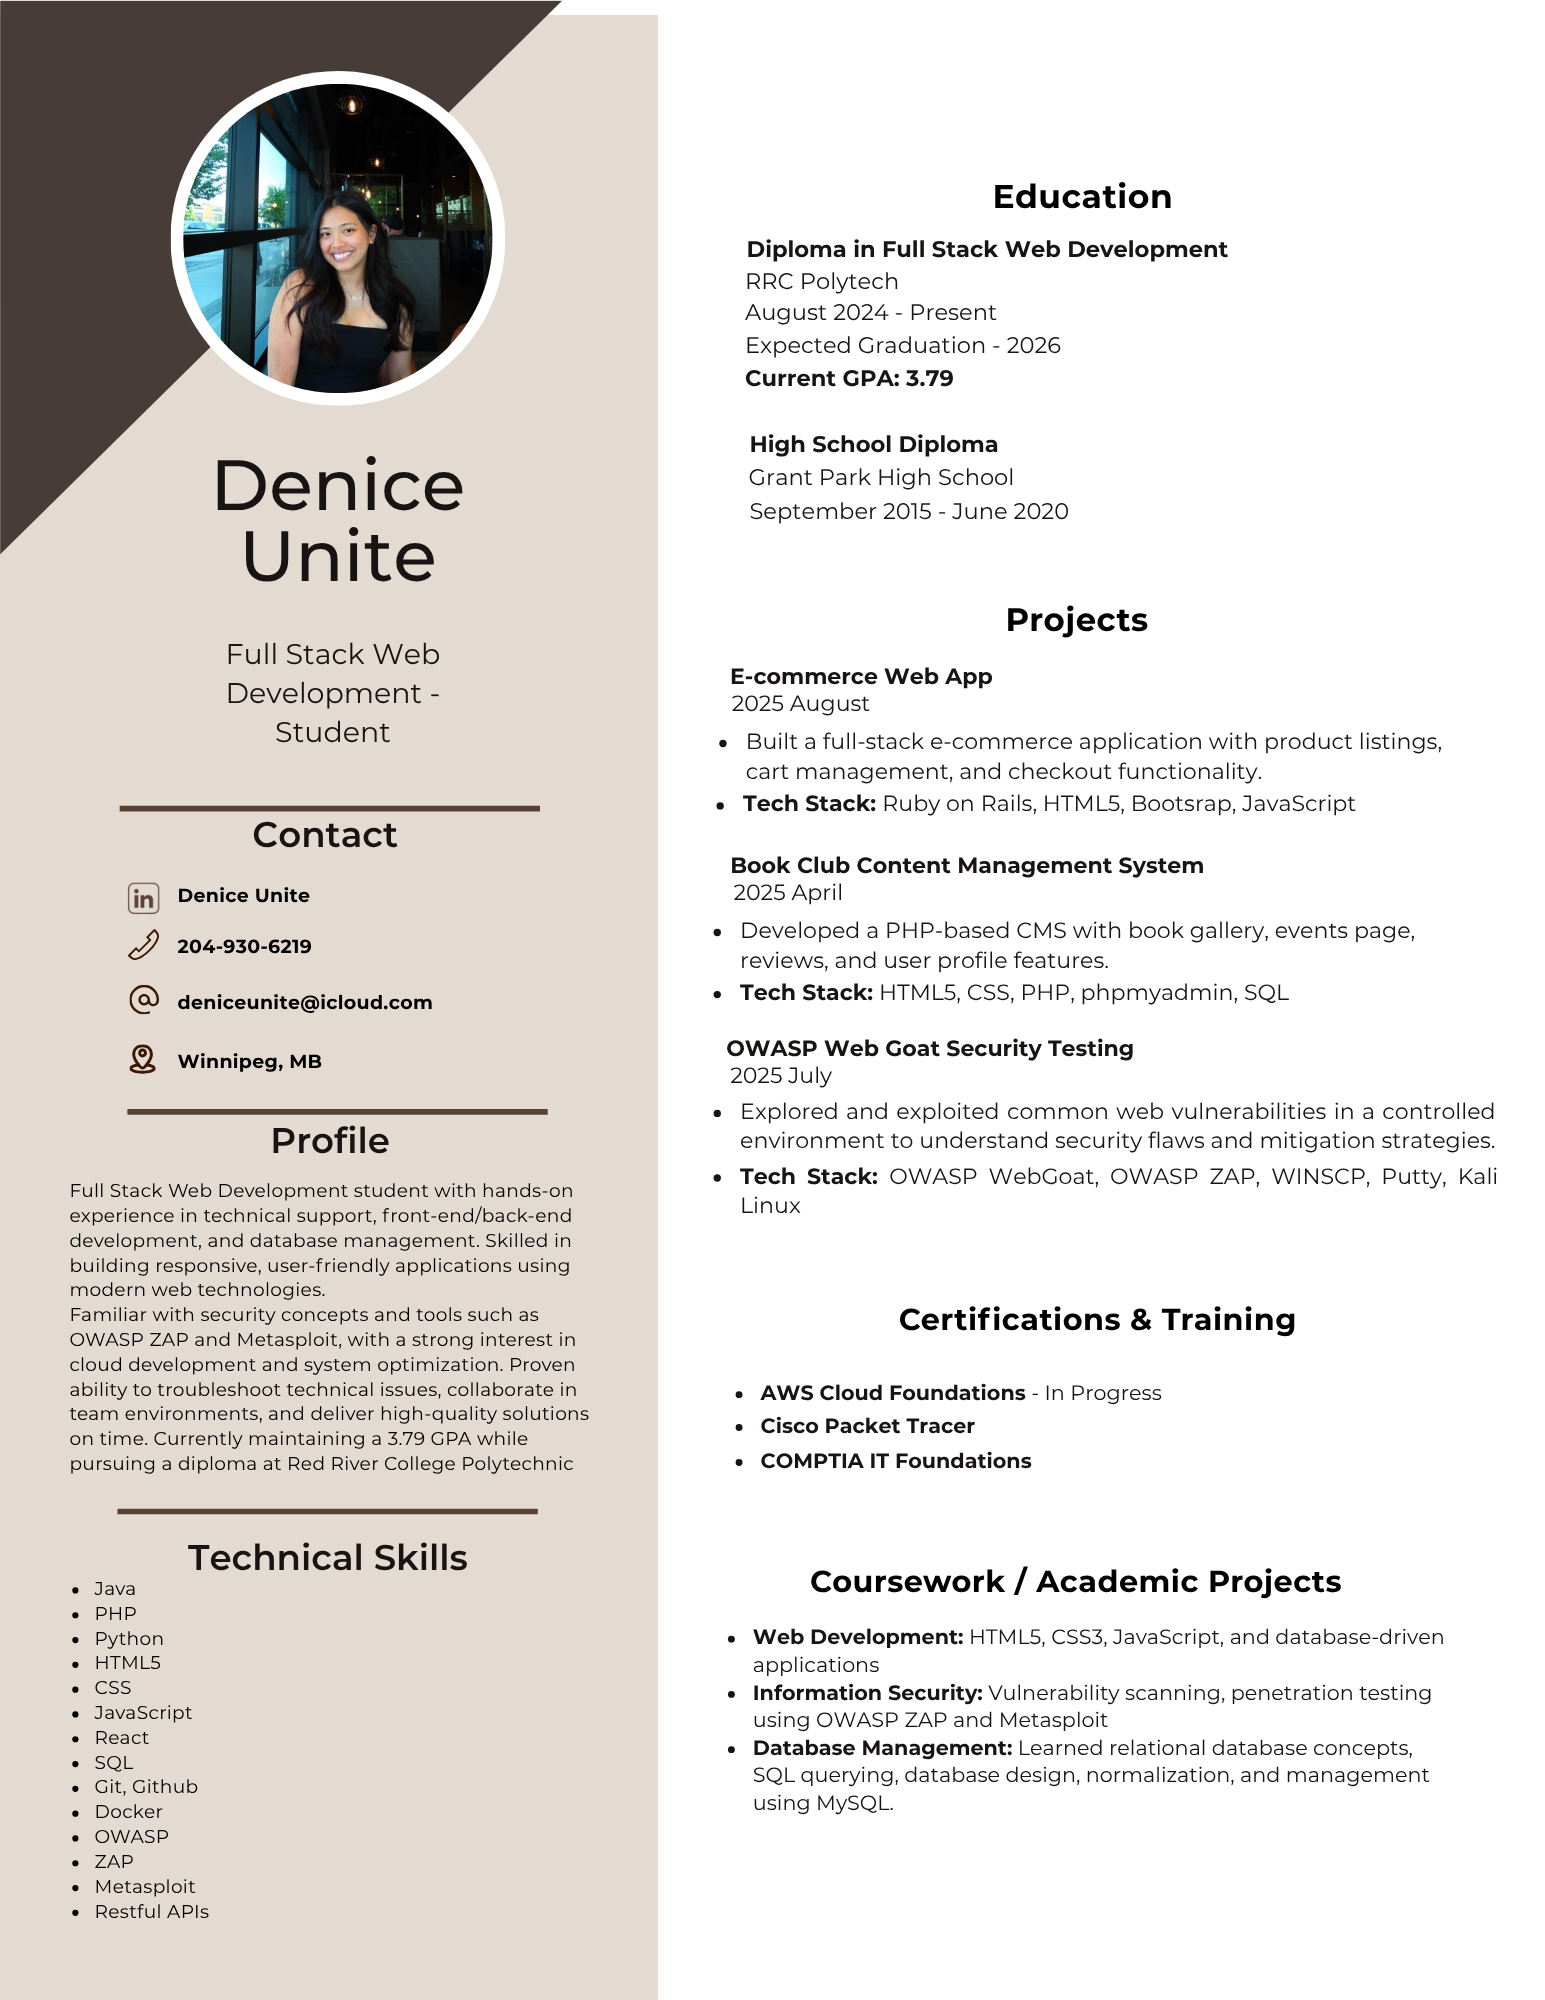 Denice
Unite
Full Stack Web
Development -
Student
Contact
in
Denice Unite
204-930-6219
deniceunite@icloud.com
Winnipeg, MB
Profile
Full Stack Web Development student with hands-on
experience in technical support, front-end/back-end
development, and database management. Skilled in
building responsive, user-friendly applications using
modern web technologies.
Familiar with security concepts and tools such as
OWASP ZAP and Metasploit, with a strong interest in
cloud development and system optimization. Proven
ability to troubleshoot technical issues, collaborate in
team environments, and deliver high-quality solutions
on time. Currently maintaining a 3.79 GPA while
pursuing a diploma at Red River College Polytechnic
Technical Skills
• Java
• PHP
• Python
• HTML5
• CSS
• JavaScript
• React
• SQL
• Git, Github
• Docker
• OWASP
• ZAP
• Metasploit
• Restful APIs
Education
Diploma in Full Stack Web Development
RRC Polytech
August 2024 - Present
Expected Graduation - 2026
Current GPA: 3.79
High School Diploma
Grant Park High School
September 2015 - June 2020
Projects
E-commerce Web App
2025 August
• Built a full-stack e-commerce application with product listings,
cart management, and checkout functionality.
• Tech Stack: Ruby on Rails, HTML5, Bootsrap, JavaScript
Book Club Content Management System
2025 April
• Developed a PHP-based CMS with book gallery, events page,
reviews, and user profile features.
• Tech Stack: HTML5, CSS, PHP, phpmyadmin, SQL
OWASP Web Goat Security Testing
2025 July
• Explored and exploited common web vulnerabilities in a controlled
environment to understand security flaws and mitigation strategies.
• Tech Stack: OWASP WebGoat, OWASP ZAP, WINSCP, Putty, Kali
Linux
Certifications & Training
• AWS Cloud Foundations - In Progress
• Cisco Packet Tracer
• COMPTIA IT Foundations
Coursework / Academic Projects
• Web Development: HTML5, CSS3, JavaScript, and database-driven
applications
• Information Security: Vulnerability scanning, penetration testing
using OWASP ZAP and Metasploit
• Database Management: Learned relational database concepts,
SQL querying, database design, normalization, and management
using MySQL.